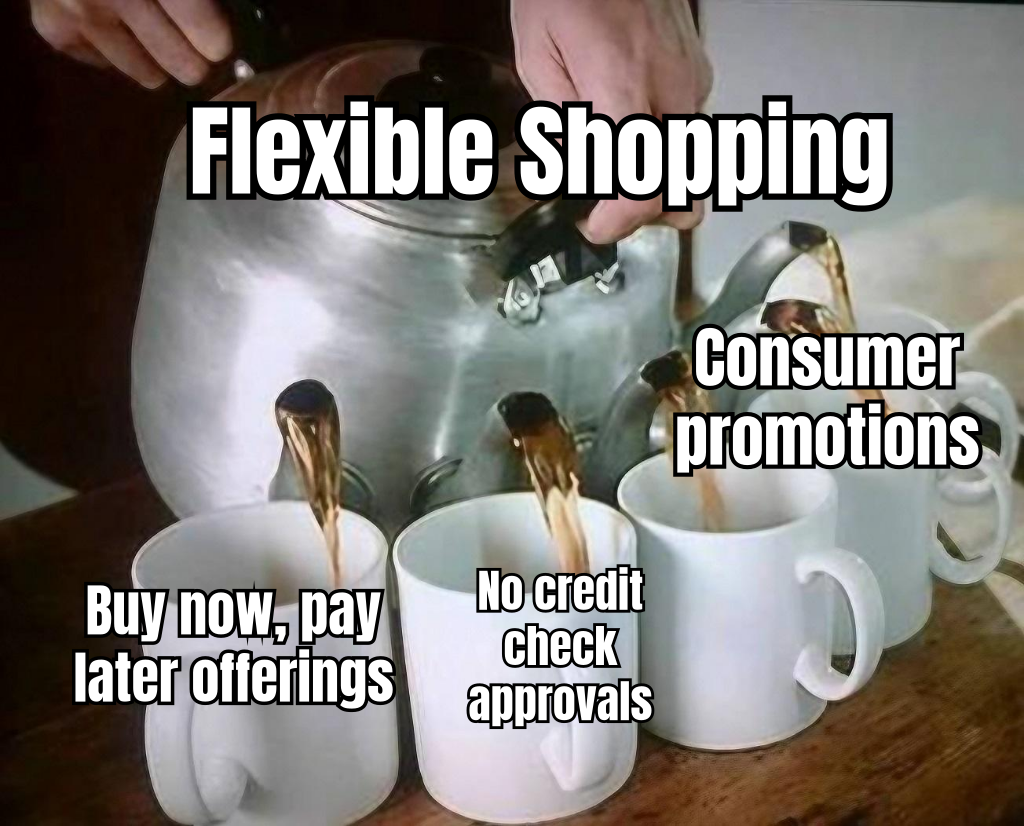 Flexible Shopping
Consumer
promotions
Buy now, pay
later offerings
No credit
check
approvals